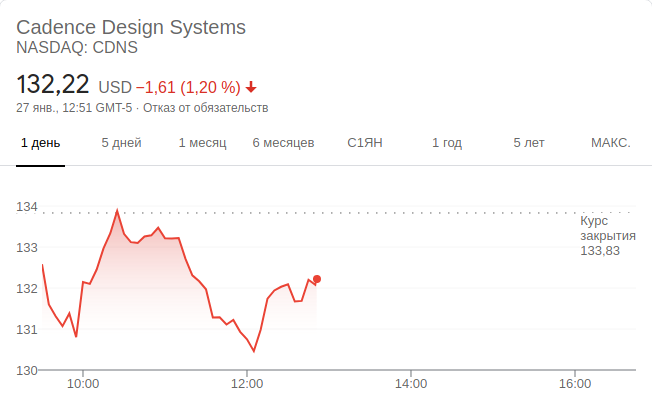 Cadence Design Systems
NASDAQ: CDNS
132,22 USD −1,61 (1,20 %)
27 янв., 12:51 GMT-5 · Отказ от обязательств
1 день 5 дней 1 месяц 6 месяцев С1ЯН 1 год 5 лет МАКС.
134
Курс
закрытия
133,83
133
132
131
130
10:00 12:00 14:00 16:00